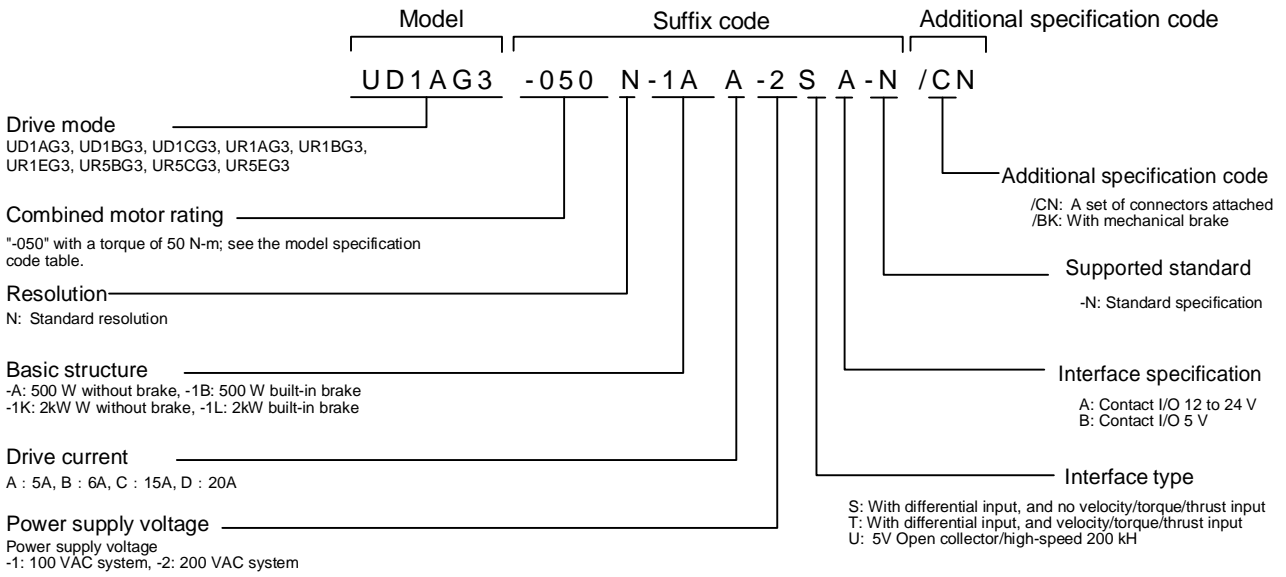 Model Suffix code Additional specification code
UD1AG3 -050 N-1A A -2 S A -N /CN
Drive mode
UD1AG3, UD1BG3, UD1CG3, UR1AG3, UR1BG3,
UR1EG3, UR5BG3, UR5CG3, UR5EG3
Combined motor rating
"-050" with a torque of 50 N-m; see the model specification
code table.
Resolution
N: Standard resolution
Basic structure
-A: 500 W without brake, -1B: 500 W built-in brake
-1K: 2kW W without brake, -1L: 2kW built-in brake
Drive current
A : 5A, B : 6A, C : 15A, D : 20A
Power supply voltage
Power supply voltage
-1: 100 VAC system, -2: 200 VAC system
Additional specification code
/CN: A set of connectors attached
/BK: With mechanical brake
Supported standard
-N: Standard specification
Interface specification
A: Contact I/O 12 to 24 V
B: Contact I/O 5 V
Interface type
S: With differential input, and no velocity/torque/thrust input
T: With differential input, and velocity/torque/thrust input
U: 5V Open collector/high-speed 200 kH